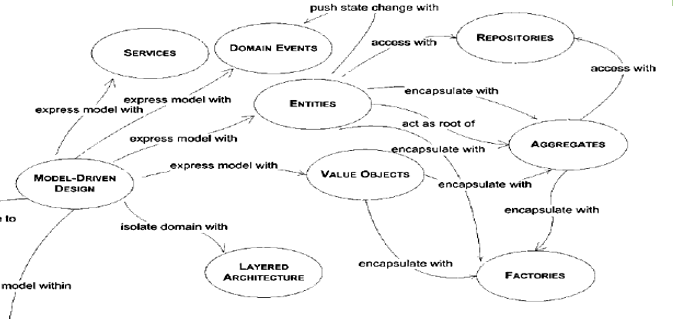 push state change with
SERVICES
DOMAIN EVENTS
access with
REPOSITORIES
access with
express model with
express model with
ENTITIES
encapsulate with
act as root of
express model with
encapsulate with
AGGREGATES
express model with
MODEL-DRIVEN
DESIGN
VALUE OBJECTS
encapsulate with
encapsulate with
to
isolate domain with
encapsulate with
LAYERED
ARCHITECTURE
FACTORIES
model within